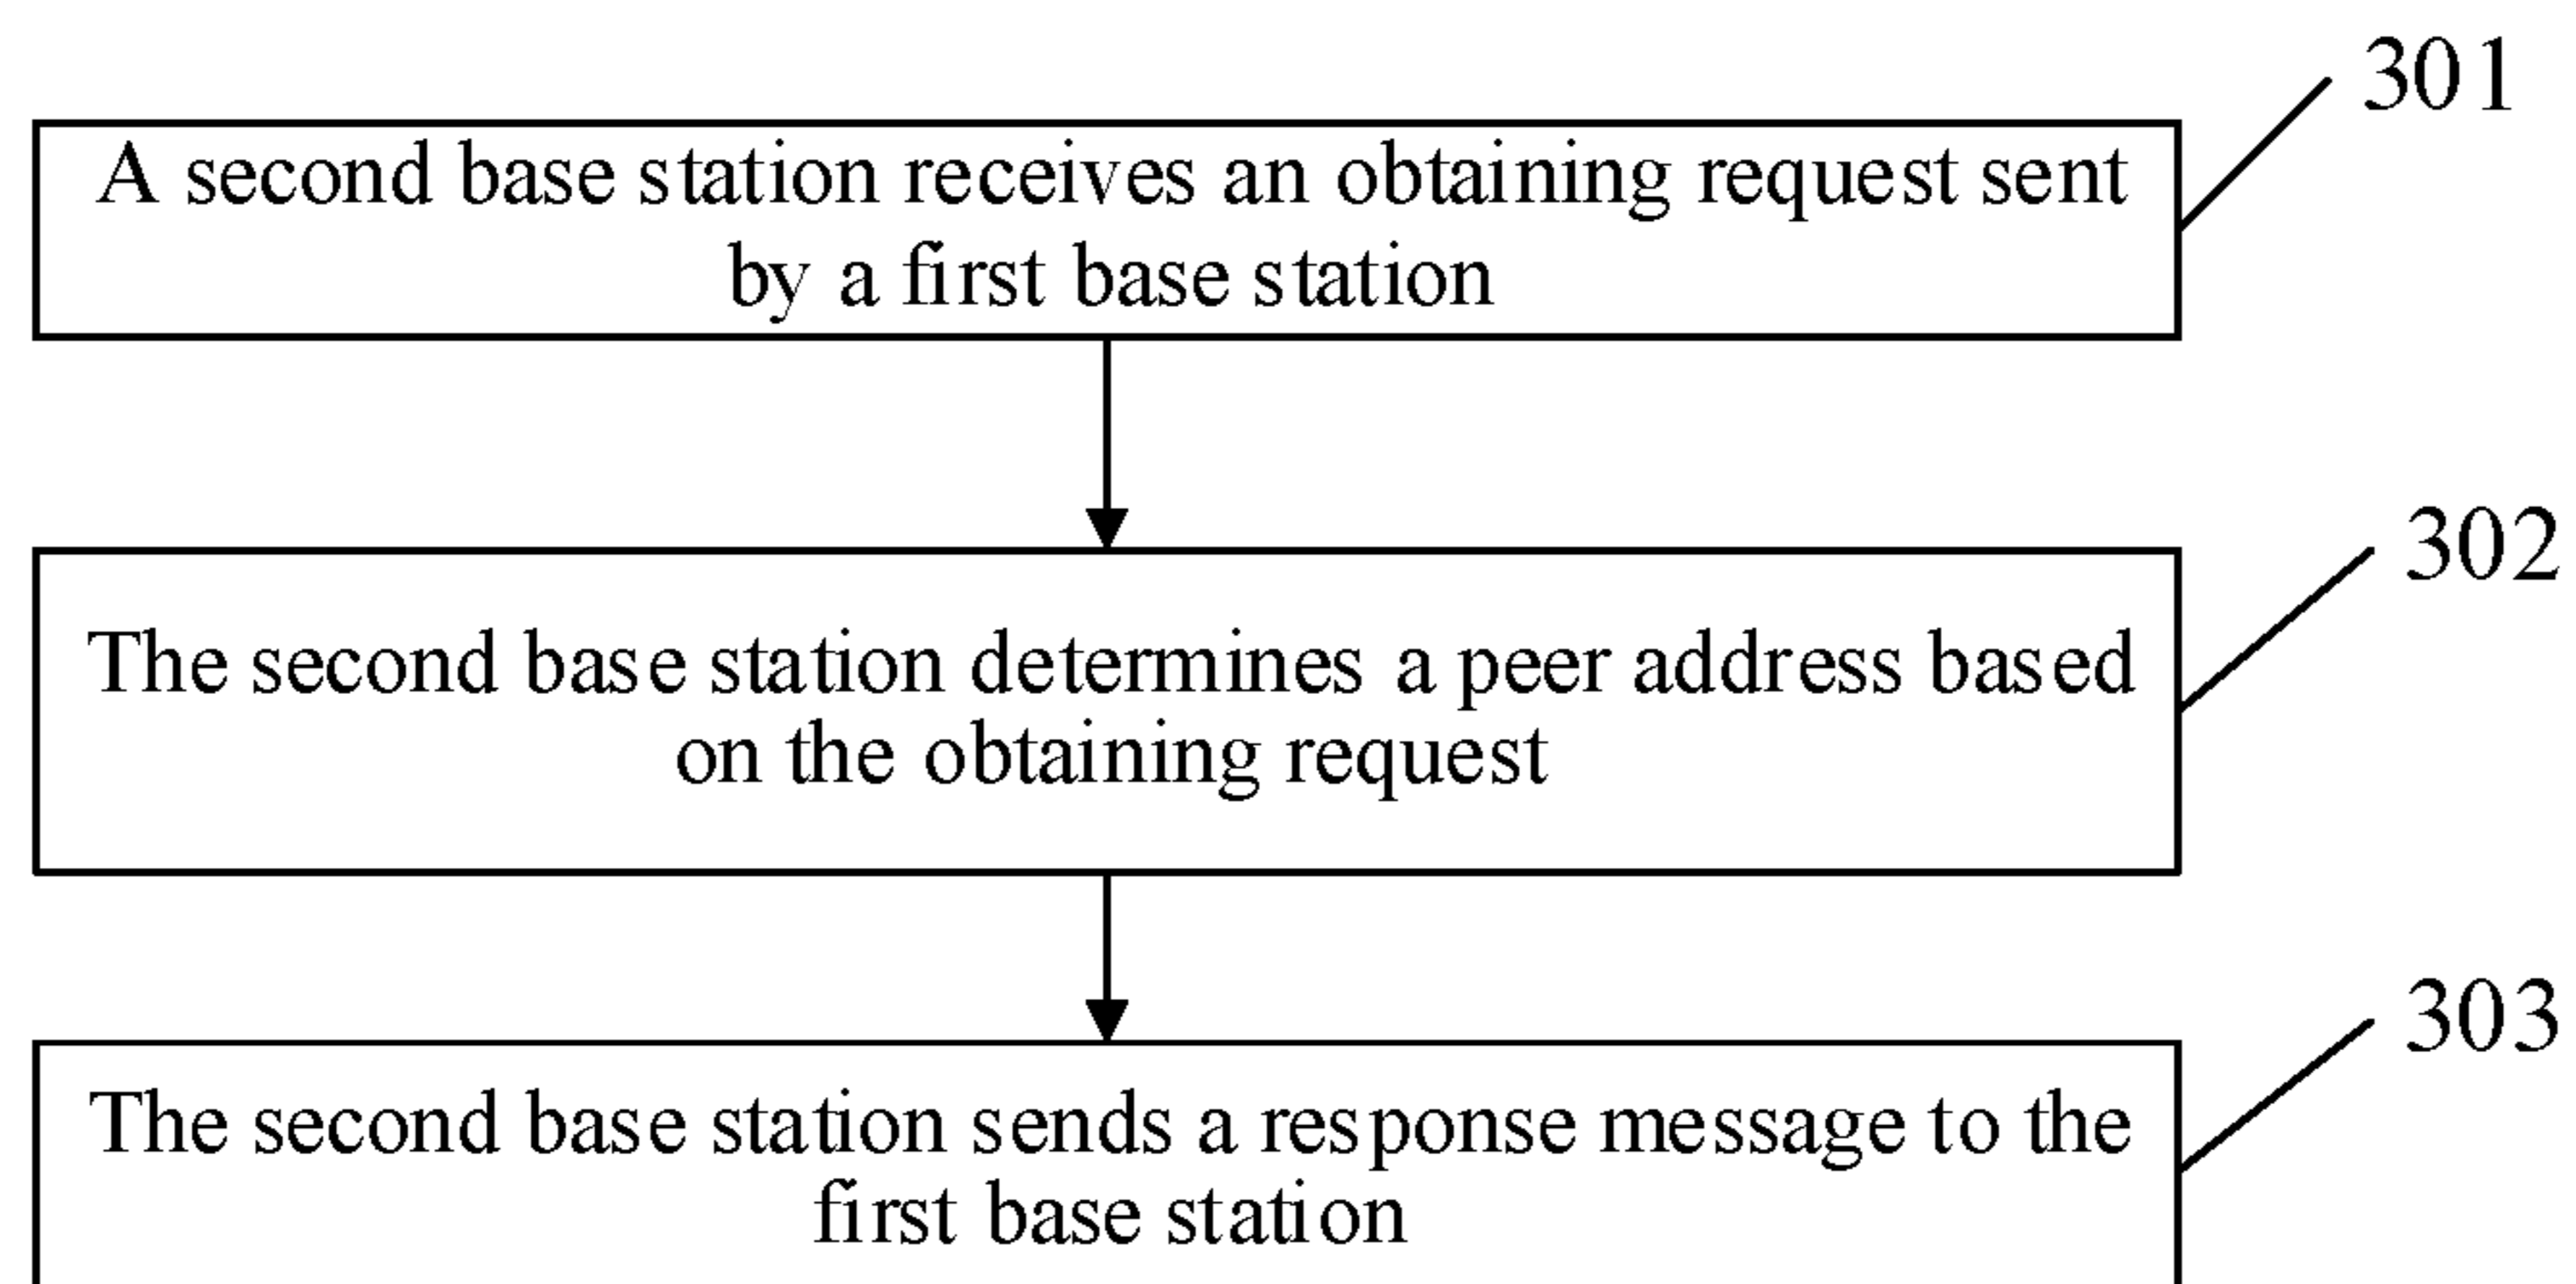 301
A second base station receives an obtaining request sent
by a first base station
302
The second base station determines a peer address based
on the obtaining request
303
The second base station sends a response message to the
first base station